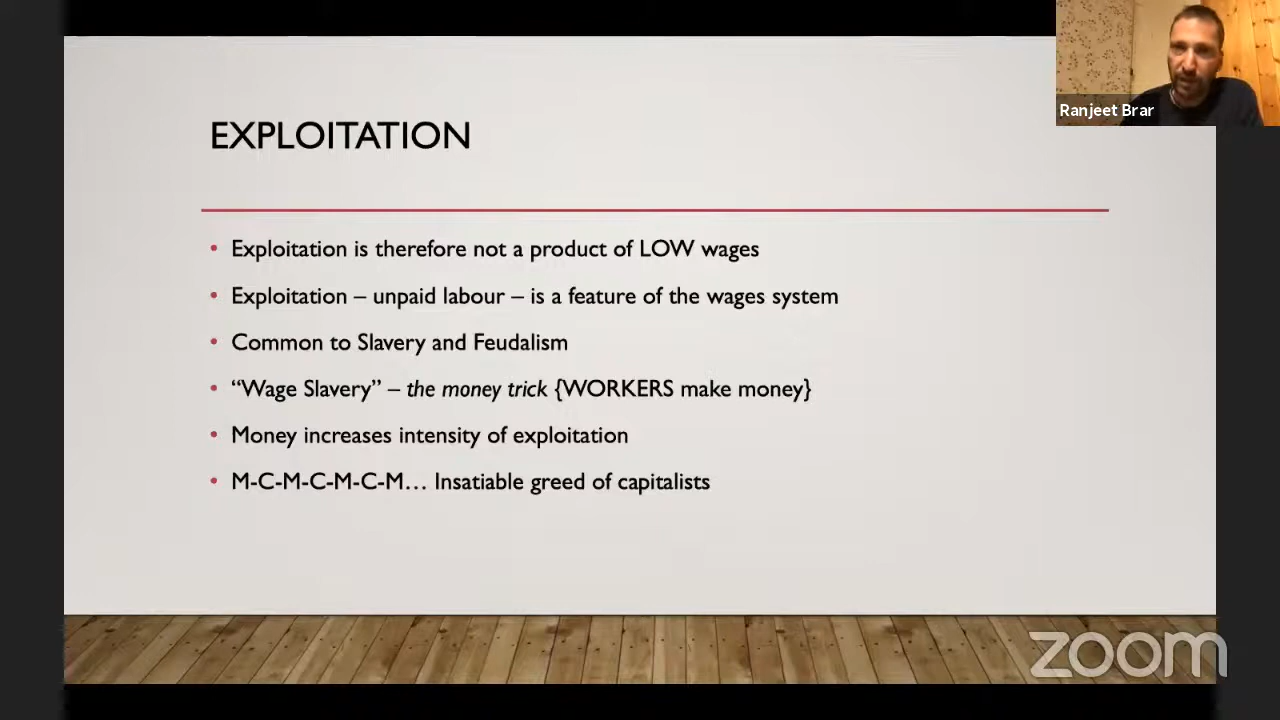 Ranjeet Brar
EXPLOITATION
• Exploitation is therefore not a product of LOW wages
• Exploitation – unpaid labour – is a feature of the wages system
• Common to Slavery and Feudalism
• “Wage Slavery” – the money trick {WORKERS make money}
• Money increases intensity of exploitation
• M-C-M-C-M-C-M… Insatiable greed of capitalists
zoom